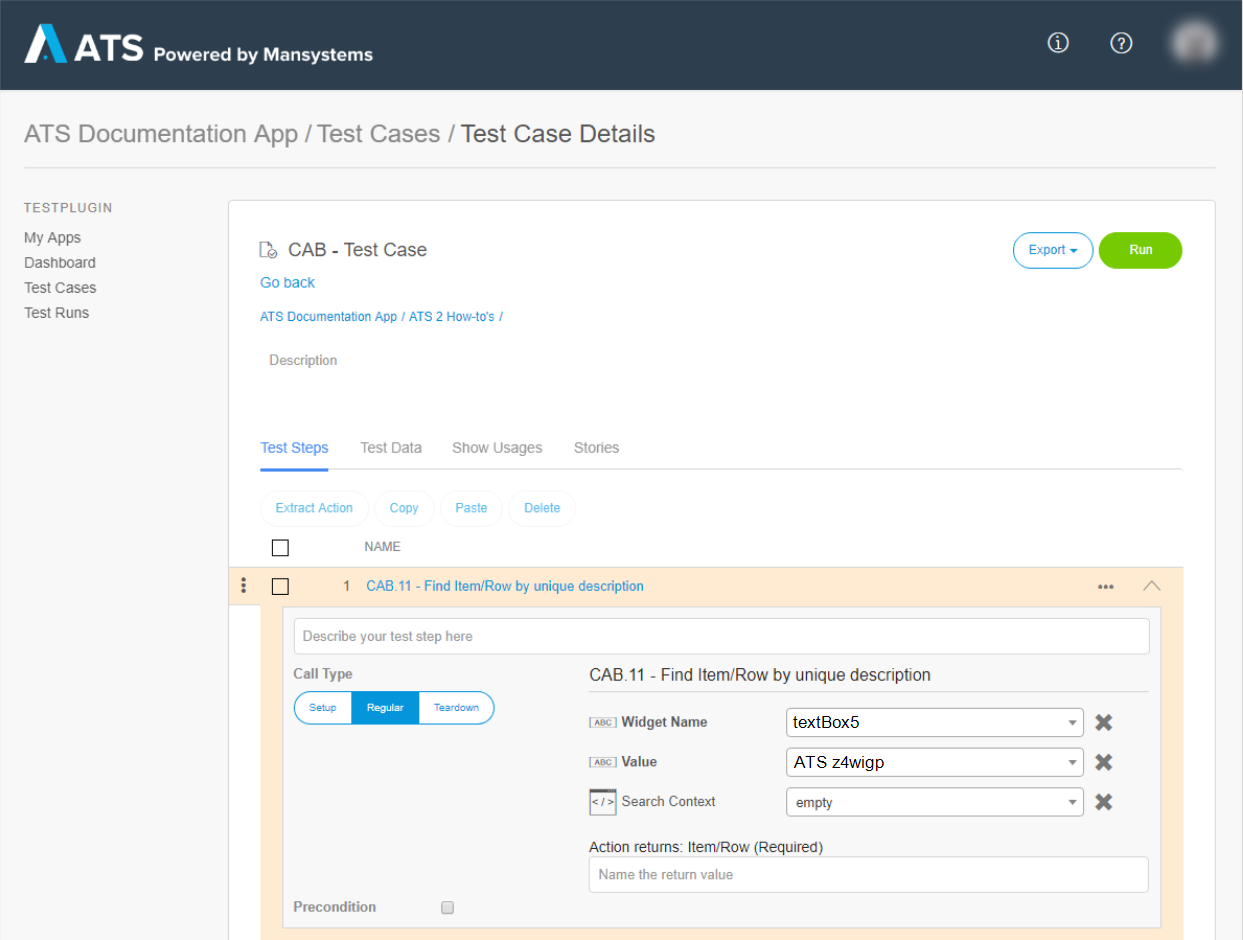 ATS Powered by Mansystems
ATS Documentation App / Test Cases / Test Case Details
TESTPLUGIN
My Apps
Dashboard
Test Cases
Test Runs
CAB - Test Case
Export
Run
Go back
ATS Documentation App / ATS 2 How-to's /
Description
Test Steps Test Data Show Usages Stories
Extract Action Copy Paste Delete
NAME
1 CAB.11 - Find Item/Row by unique description
Describe your test step here
Call Type
Setup Regular Teardown
CAB.11 - Find Item/Row by unique description
ABC Widget Name textBox5
ABC Value ATS z4wigp
</> Search Context empty
Action returns: Item/Row (Required)
Name the return value
Precondition